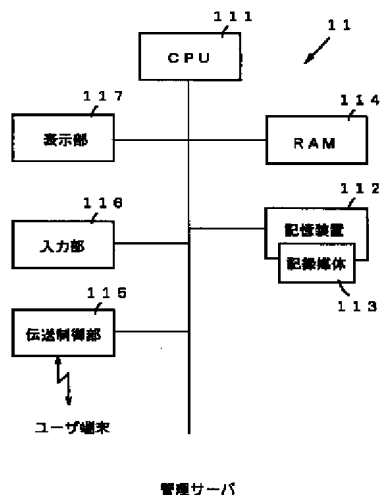 １１１
１１
ＣＰＵ
１１７
表示部
１１４
ＲＡＭ
１１６
入力部
１１２
記憶装置
記録媒体
１１３
１１５
伝送制御部
ユーザ端末
管理サーバ